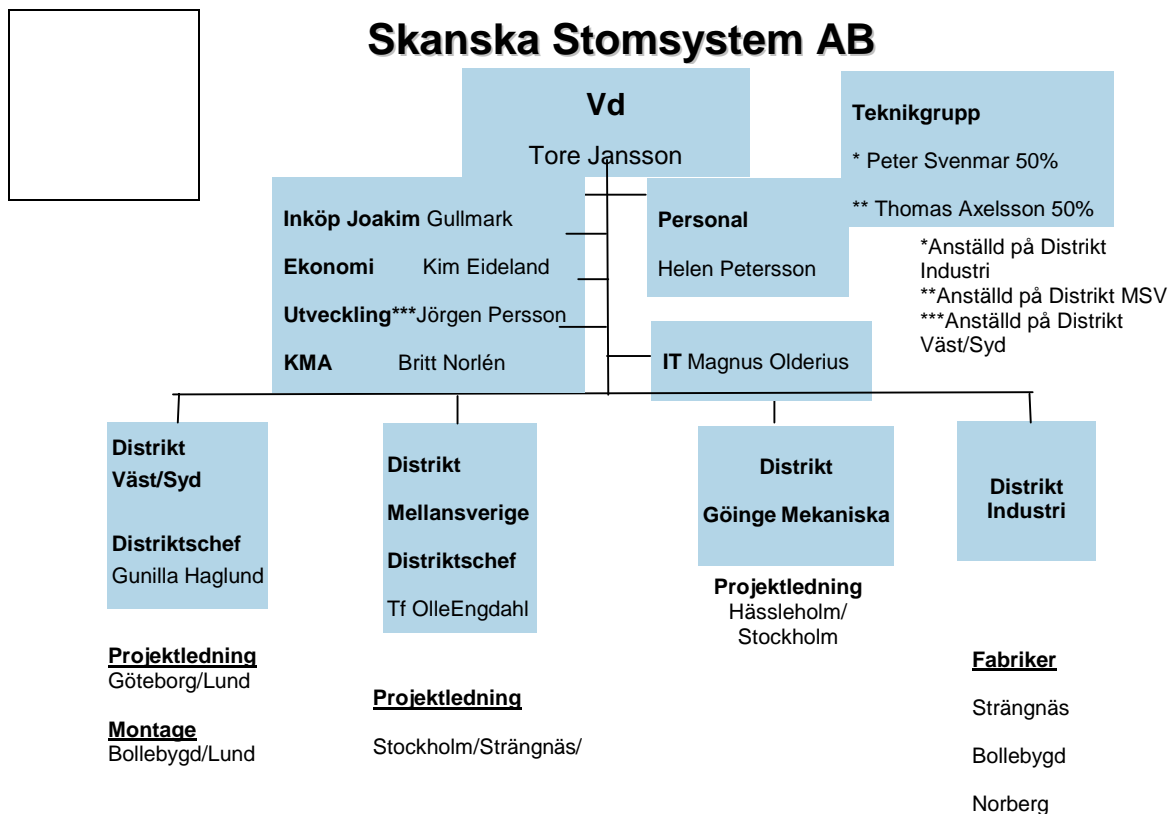 Skanska Stomsystem AB
Vd
Tore Jansson
Teknikgrupp
* Peter Svenmar 50%
** Thomas Axelsson 50%
*Anställd på Distrikt
Industri
**Anställd på Distrikt MSV
***Anställd på Distrikt
Väst/Syd
Inköp Joakim Gullmark
Ekonomi Kim Eideland
Utveckling***Jörgen Persson
KMA Britt Norlén
Personal
Helen Petersson
IT Magnus Olderius
Distrikt
Väst/Syd
Distriktschef
Gunilla Haglund
Projektledning
Göteborg/Lund
Montage
Bollebygd/Lund
Distrikt
Mellansverige
Distriktschef
Tf OlleEngdahl
Projektledning
Stockholm/Strängnäs/
Distrikt
Göinge Mekaniska
Projektledning
Hässleholm/
Stockholm
Distrikt
Industri
Fabriker
Strängnäs
Bollebygd
Norberg